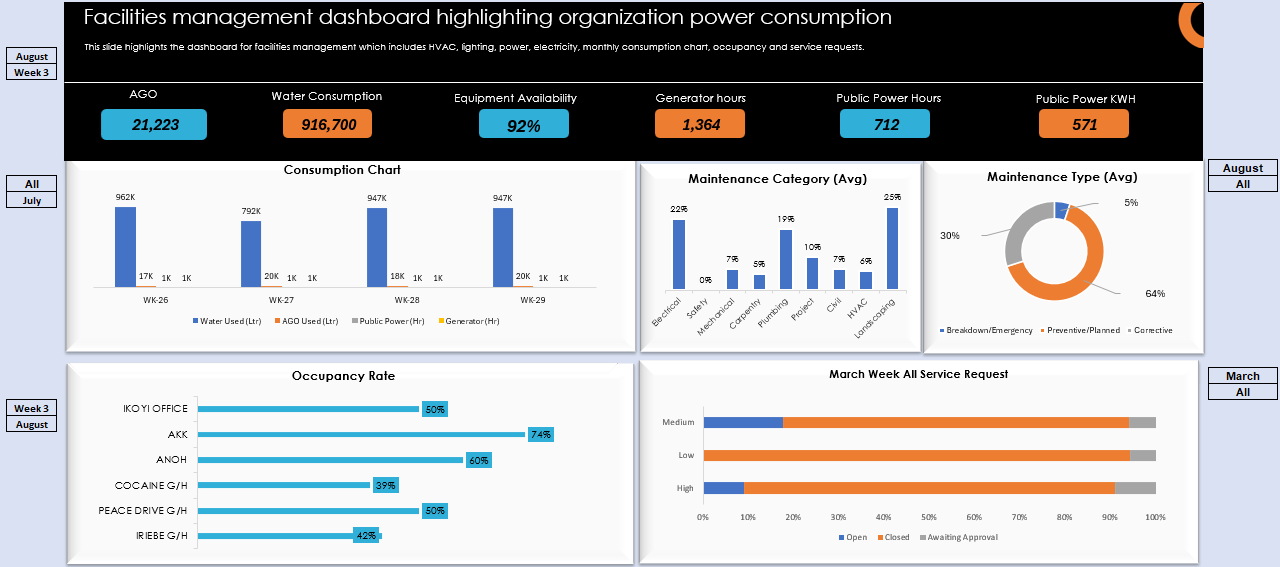 Facilities management dashboard highlighting organization power consumption
This slide highlights the dashboard for facilities management which includes HVAC, lighting, power, electricity, monthly consumption chart, occupancy and service requests.
August
Week 3
AGO
Water Consumption
Equipment Availability
Generator hours
Public Power Hours
Public Power KWH
21,223
916,700
92%
1,364
712
571
All
July
Consumption Chart
962K
17K
1K
1K
792K
20K
1K
1K
947K
18K
1K
1K
947K
20K
1K
1K
WK-26
WK-27
WK-28
WK-29
Water Used (Ltr)
AGO Used (Ltr)
Public Power (Hr)
Generator (Hr)
Maintenance Category (Avg)
22%
0%
7%
5%
19%
10%
7%
6%
25%
Electrical
Safety
Mechanical
Carpentry
Plumbing
Project
Civil
HVAC
Landscaping
Maintenance Type (Avg)
5%
30%
64%
Breakdown/Emergency
Preventive/Planned
Corrective
August
All
Week 3
August
Occupancy Rate
IKOYI OFFICE
50%
AKK
74%
ANOH
60%
COCAINE G/H
39%
PEACE DRIVE G/H
50%
IRIEBE G/H
42%
March Week All Service Request
Medium
Low
High
0%
10%
20%
30%
40%
50%
60%
70%
80%
90%
100%
Open
Closed
Awaiting Approval
March
All